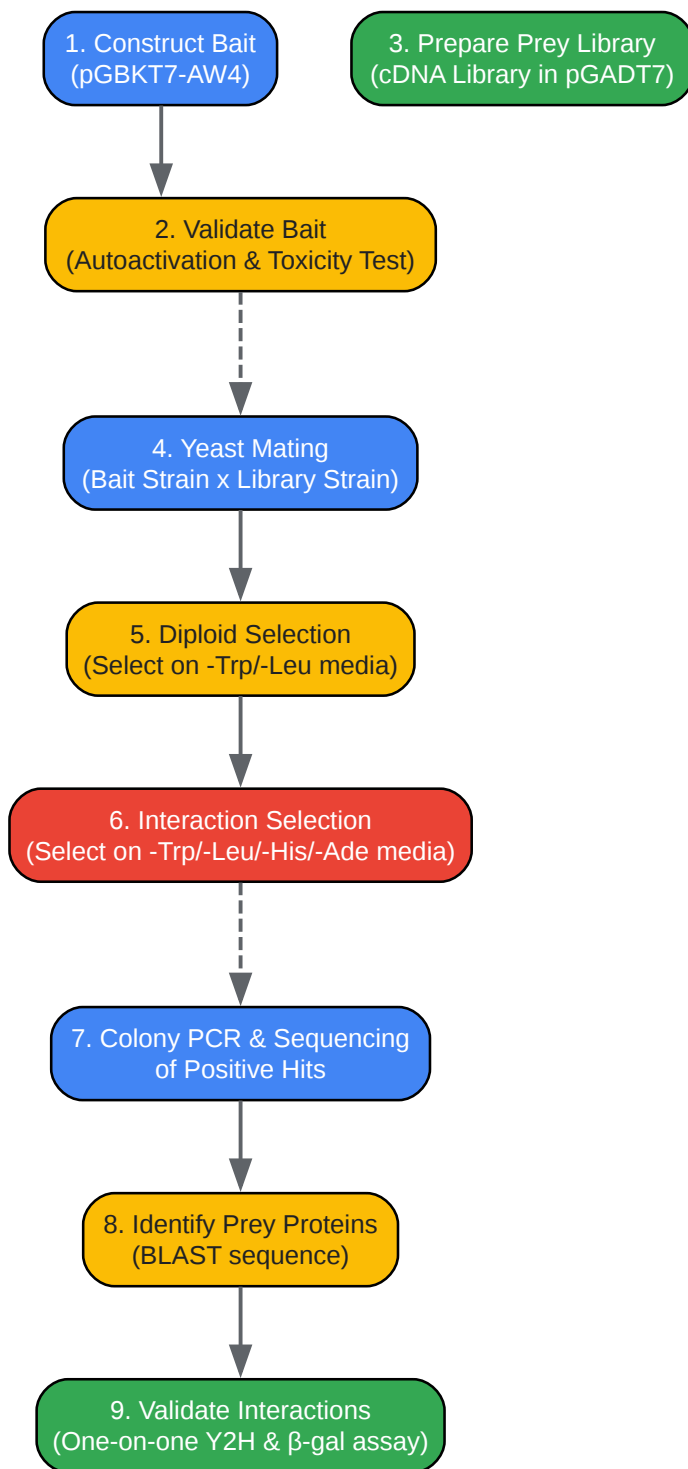 1. Construct Bait
(pGBKT7-AW4)
3. Prepare Prey Library
(cDNA Library in pGADT7)
2. Validate Bait
(Autoactivation & Toxicity Test)
4. Yeast Mating
(Bait Strain x Library Strain)
5. Diploid Selection
(Select on -Trp/-Leu media)
6. Interaction Selection
(Select on -Trp/-Leu/-His/-Ade media)
7. Colony PCR & Sequencing
of Positive Hits
8. Identify Prey Proteins
(BLAST sequence)
9. Validate Interactions
(One-on-one Y2H & β-gal assay)